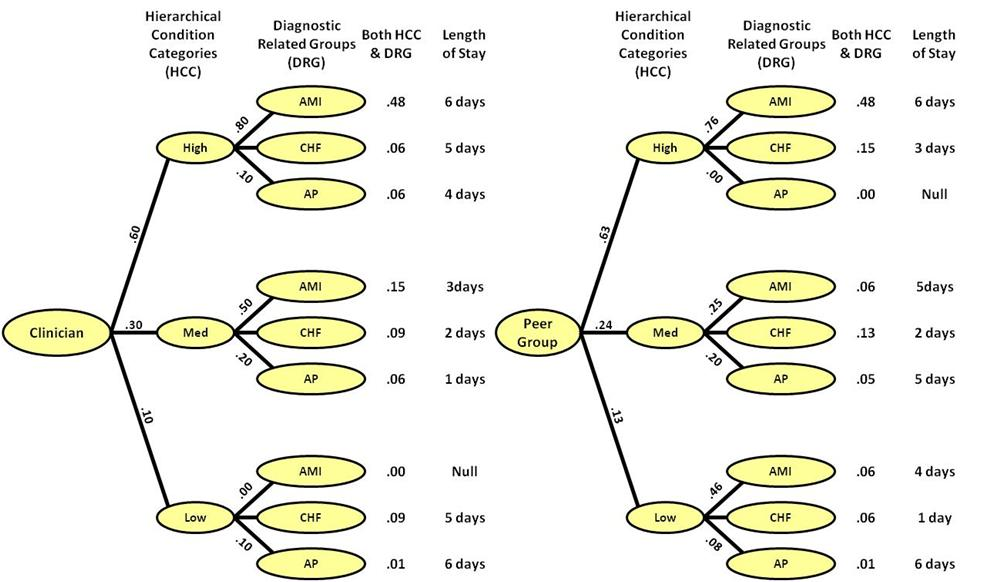 Hierarchical
Condition
Categories
(HCC)
Diagnostic
Related Groups
(DRG)
Both HCC
& DRG
Length
of Stay
Clinician
.60
High
.80
AMI
.48
6 days
CHF
.06
5 days
.10
AP
.06
4 days
.30
Med
.50
AMI
.15
3days
CHF
.09
2 days
.20
AP
.06
1 days
.10
Low
.00
AMI
.00
Null
CHF
.09
5 days
.10
AP
.01
6 days
Hierarchical
Condition
Categories
(HCC)
Diagnostic
Related Groups
(DRG)
Both HCC
& DRG
Length
of Stay
Peer
Group
.63
High
.76
AMI
.48
6 days
CHF
.15
3 days
.00
AP
.00
Null
.24
Med
.25
AMI
.06
5days
CHF
.13
2 days
.20
AP
.05
5 days
.13
Low
.46
AMI
.06
4 days
CHF
.06
1 day
.08
AP
.01
6 days